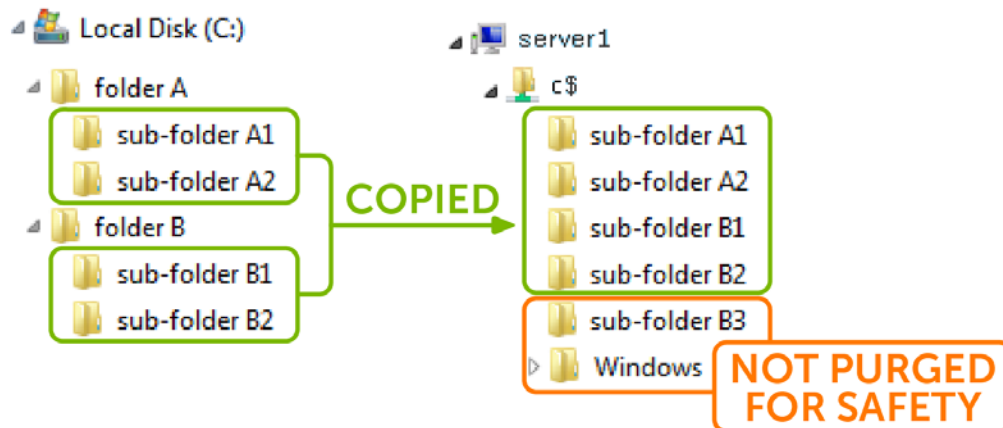 Local Disk (C:)
folder A
sub-folder A1
sub-folder A2
folder B
sub-folder B1
sub-folder B2
COPIED
server1
c$
sub-folder A1
sub-folder A2
sub-folder B1
sub-folder B2
sub-folder B3
Windows
NOT PURGED
FOR SAFETY